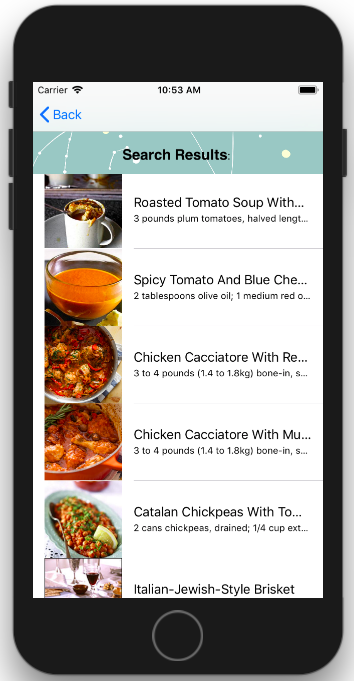 Carrier 10:53 AM
Back
Search Results:
Roasted Tomato Soup With...
3 pounds plum tomatoes, halved lengt...
Spicy Tomato And Blue Che...
2 tablespoons olive oil; 1 medium red o...
Chicken Cacciatore With Re...
3 to 4 pounds (1.4 to 1.8kg) bone-in, s...
Chicken Cacciatore With Mu...
3 to 4 pounds (1.4 to 1.8kg) bone-in, s...
Catalan Chickpeas With To...
2 cans chickpeas, drained; 1/4 cup ext...
Italian-Jewish-Style Brisket